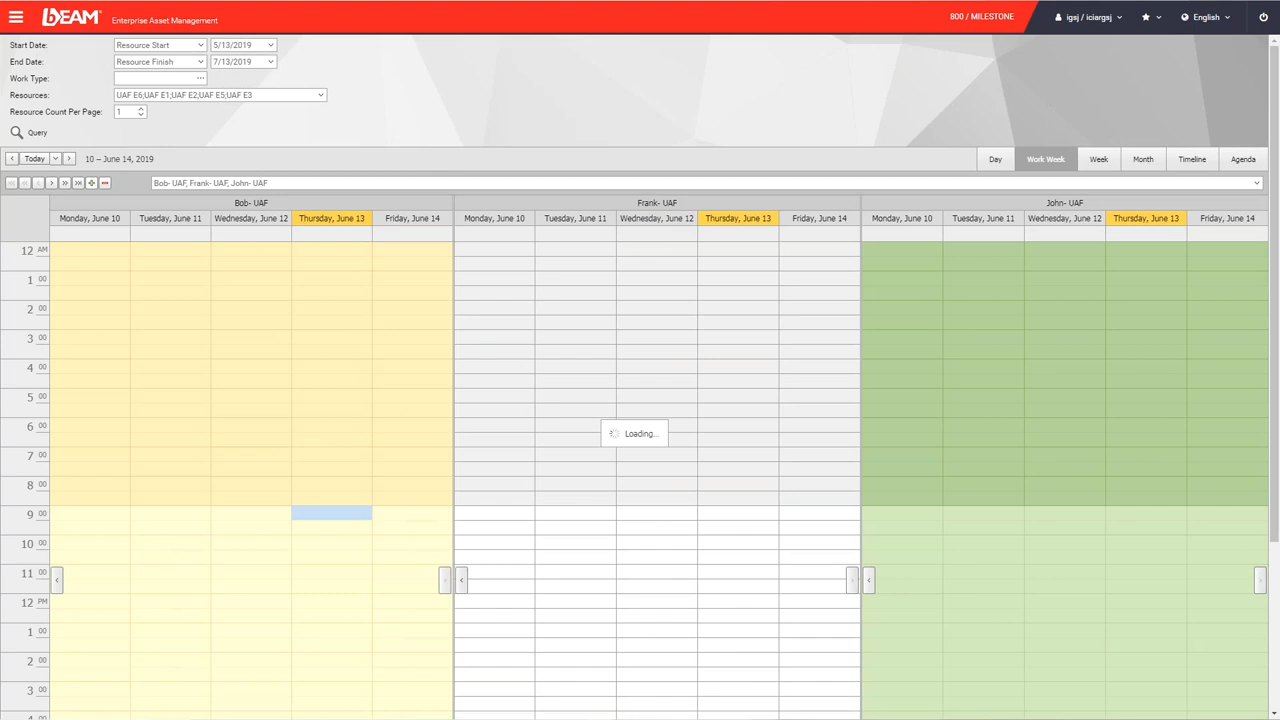 bEAM Enterprise Asset Management 800 / MILESTONE igsj / iciargsj English
Start Date: Resource Start 5/13/2019
End Date: Resource Finish 7/13/2019
Work Type: ...
Resources: UAF E6;UAF E1;UAF E2;UAF E5;UAF E3
Resource Count Per Page: 1
Query
Today 10 – June 14, 2019 Day Work Week Week Month Timeline Agenda
Bob- UAF, Frank- UAF, John- UAF
Bob- UAF Frank- UAF John- UAF
Monday, June 10 Tuesday, June 11 Wednesday, June 12 Thursday, June 13 Friday, June 14 Monday, June 10 Tuesday, June 11 Wednesday, June 12 Thursday, June 13 Friday, June 14 Monday, June 10 Tuesday, June 11 Wednesday, June 12 Thursday, June 13 Friday, June 14
12 AM
1 00
2 00
3 00
4 00
5 00
6 00
Loading...
7 00
8 00
9 00
10 00
11 00
12 PM
1 00
2 00
3 00